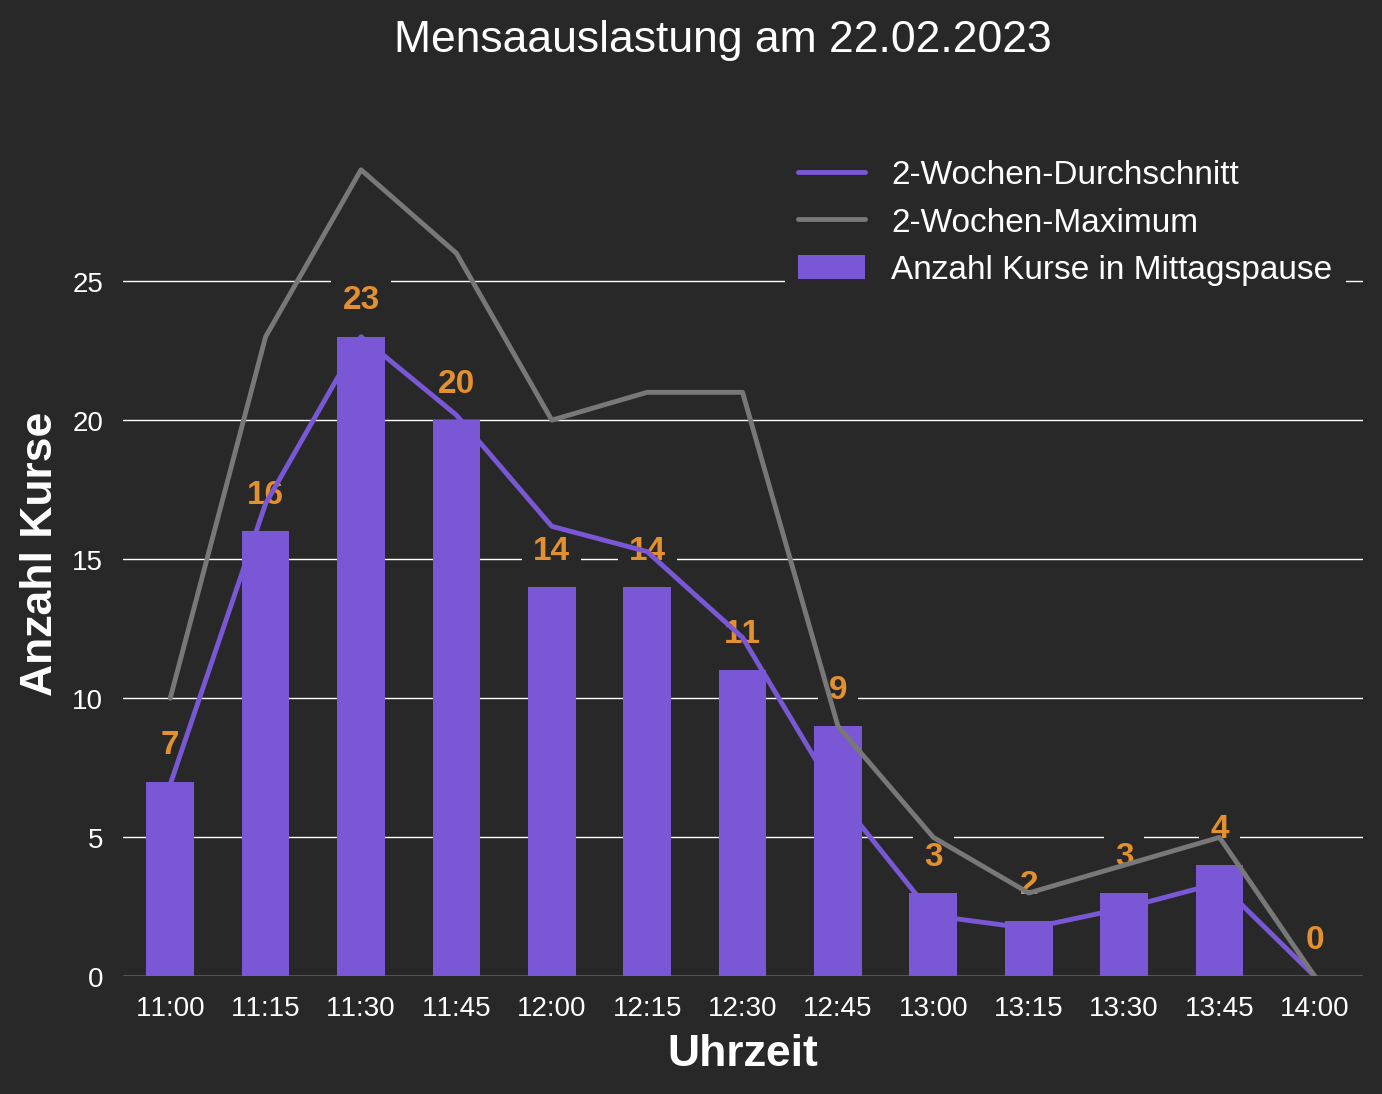 Mensaauslastung am 22.02.2023
2-Wochen-Durchschnitt
2-Wochen-Maximum
Anzahl Kurse in Mittagspause
Anzahl Kurse
25
20
15
10
5
0
7
16
23
20
14
14
11
9
3
2
3
4
0
11:00 11:15 11:30 11:45 12:00 12:15 12:30 12:45 13:00 13:15 13:30 13:45 14:00
Uhrzeit